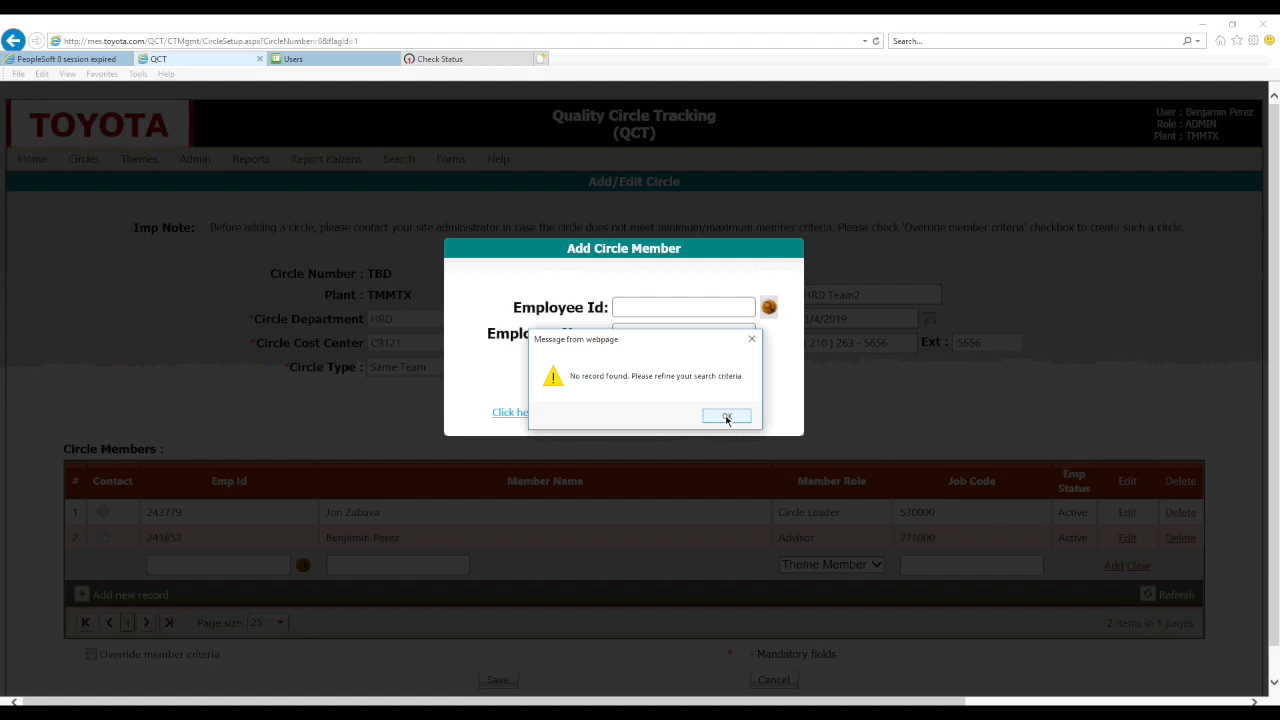 http://mes.toyota.com/QCT/CTMgmt/CircleSetup.aspx?CircleNumber=0&flagId=1
Search...
PeopleSoft 8 session expired
QCT
Users
Check Status
File Edit View Favorites Tools Help
TOYOTA
Quality Circle Tracking
(QCT)
User : Benjamin Perez
Role : ADMIN
Plant : TMMTX
Home Circles Themes Admin Reports Report Kaizens Search Forms Help
Add/Edit Circle
Imp Note: Before adding a circle, please contact your site administrator in case the circle does not meet minimum/maximum member criteria. Please check 'Override member criteria' checkbox to create such a circle.
Add Circle Member
Circle Number : TBD
Plant : TMMTX
HRD Team2
Employee Id:
*Circle Department HRD
/4/2019
*Circle Cost Center C3121
( 210 ) 263 - 5656 Ext : 5656
*Circle Type : Same Team
Message from webpage
No record found. Please refine your search criteria
OK
Click he
Circle Members :
# Contact Emp Id Member Name Member Role Job Code Emp Status Edit Delete
1 243779 Jon Zabava Circle Leader 530000 Active Edit Delete
2 241853 Benjamin Perez Advisor 271000 Active Edit Delete
Theme Member Add Clear
Add new record Refresh
1 Page size: 25 2 items in 1 pages
Override member criteria * - Mandatory fields
Save Cancel